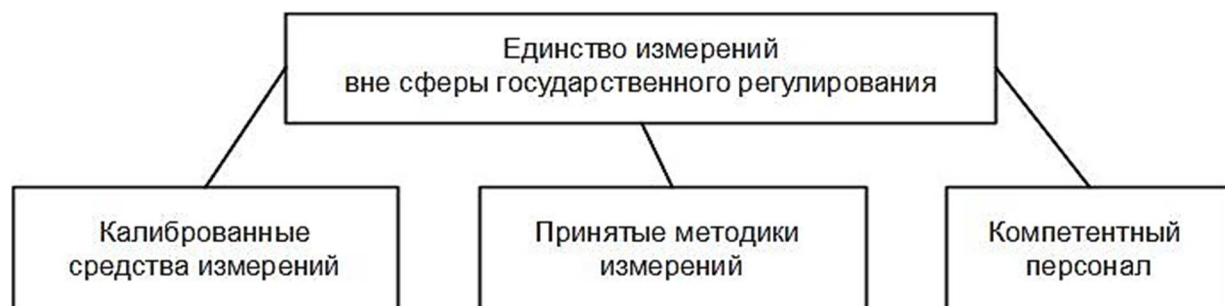 Единство измерений
вне сферы государственного регулирования
Калиброванные
средства измерений
Принятые методики
измерений
Компетентный
персонал